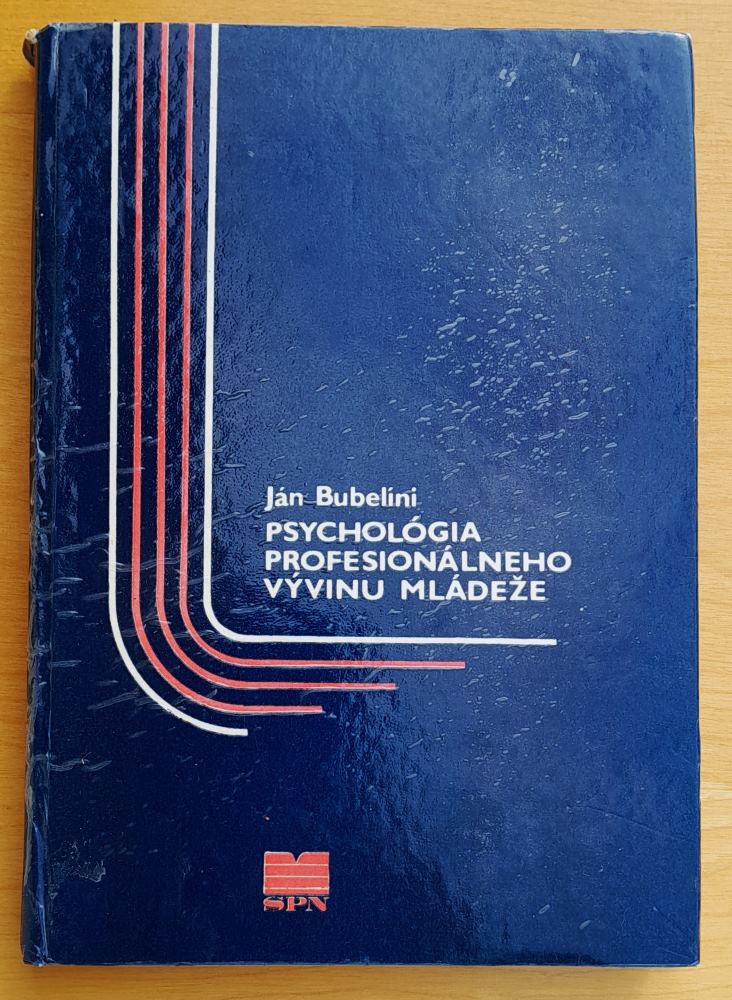 Ján Bubelíni
PSYCHOLÓGIA
PROFESIONÁLNEHO
VÝVINU MLÁDEŽE
SPN